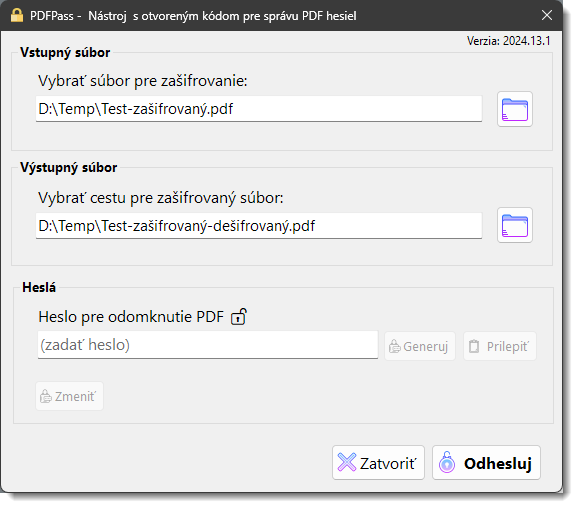 PDFPass -  Nástroj  s otvoreným kódom pre správu PDF hesiel
Verzia: 2024.13.1
Vstupný súbor
Vybrať súbor pre zašifrovanie:
D:\Temp\Test-zašifrovaný.pdf
Výstupný súbor
Vybrať cestu pre zašifrovaný súbor:
D:\Temp\Test-zašifrovaný-dešifrovaný.pdf
Heslá
Heslo pre odomknutie PDF
(zadať heslo)
Generuj
Prilepiť
Zmeniť
Zatvoriť
Odhesluj